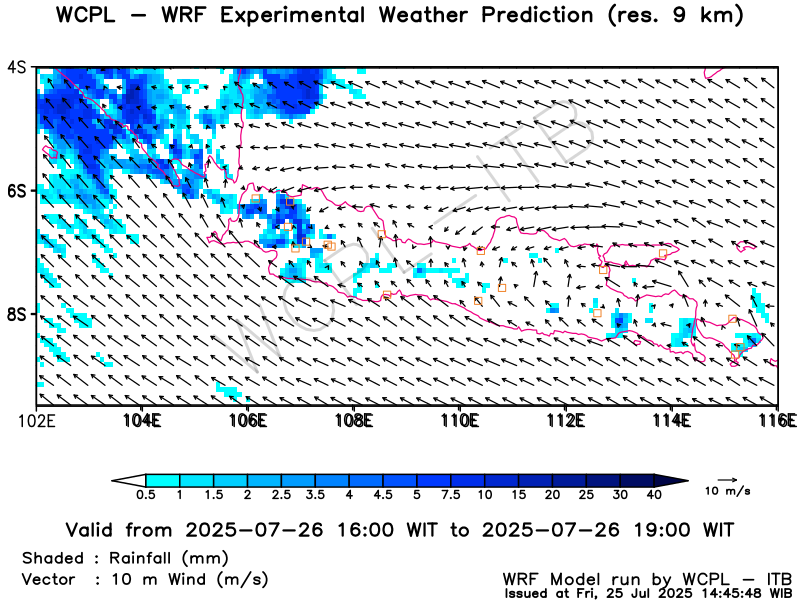 WCPL − WRF Experimental Weather Prediction (res. 9 km)
4S
6S
8S
WCPL−ITB
102E 104E 106E 108E 110E 112E 114E 116E
0.5 1 1.5 2 2.5 3.5 4 4.5 5 7.5 10 15 20 25 30 40
10 m/s
Valid from 2025−07−26 16:00 WIT to 2025−07−26 19:00 WIT
Shaded : Rainfall (mm)
Vector : 10 m Wind (m/s)
WRF Model run by WCPL − ITB
Issued at Fri, 25 Jul 2025 14:45:48 WIB